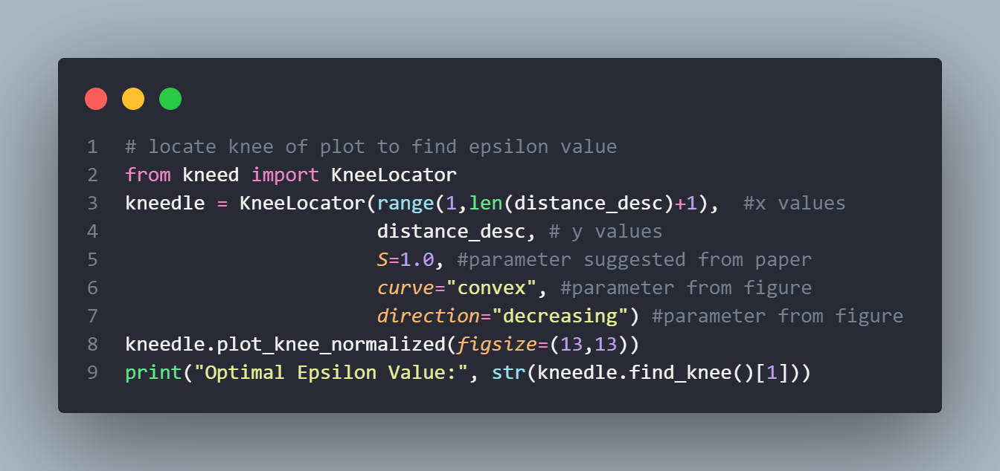 1 # locate knee of plot to find epsilon value
2 from kneed import KneeLocator
3 kneedle = KneeLocator(range(1,len(distance_desc)+1),  #x values
4                       distance_desc, # y values
5                       S=1.0, #parameter suggested from paper
6                       curve="convex", #parameter from figure
7                       direction="decreasing") #parameter from figure
8 kneedle.plot_knee_normalized(figsize=(13,13))
9 print("Optimal Epsilon Value:", str(kneedle.find_knee()[1]))